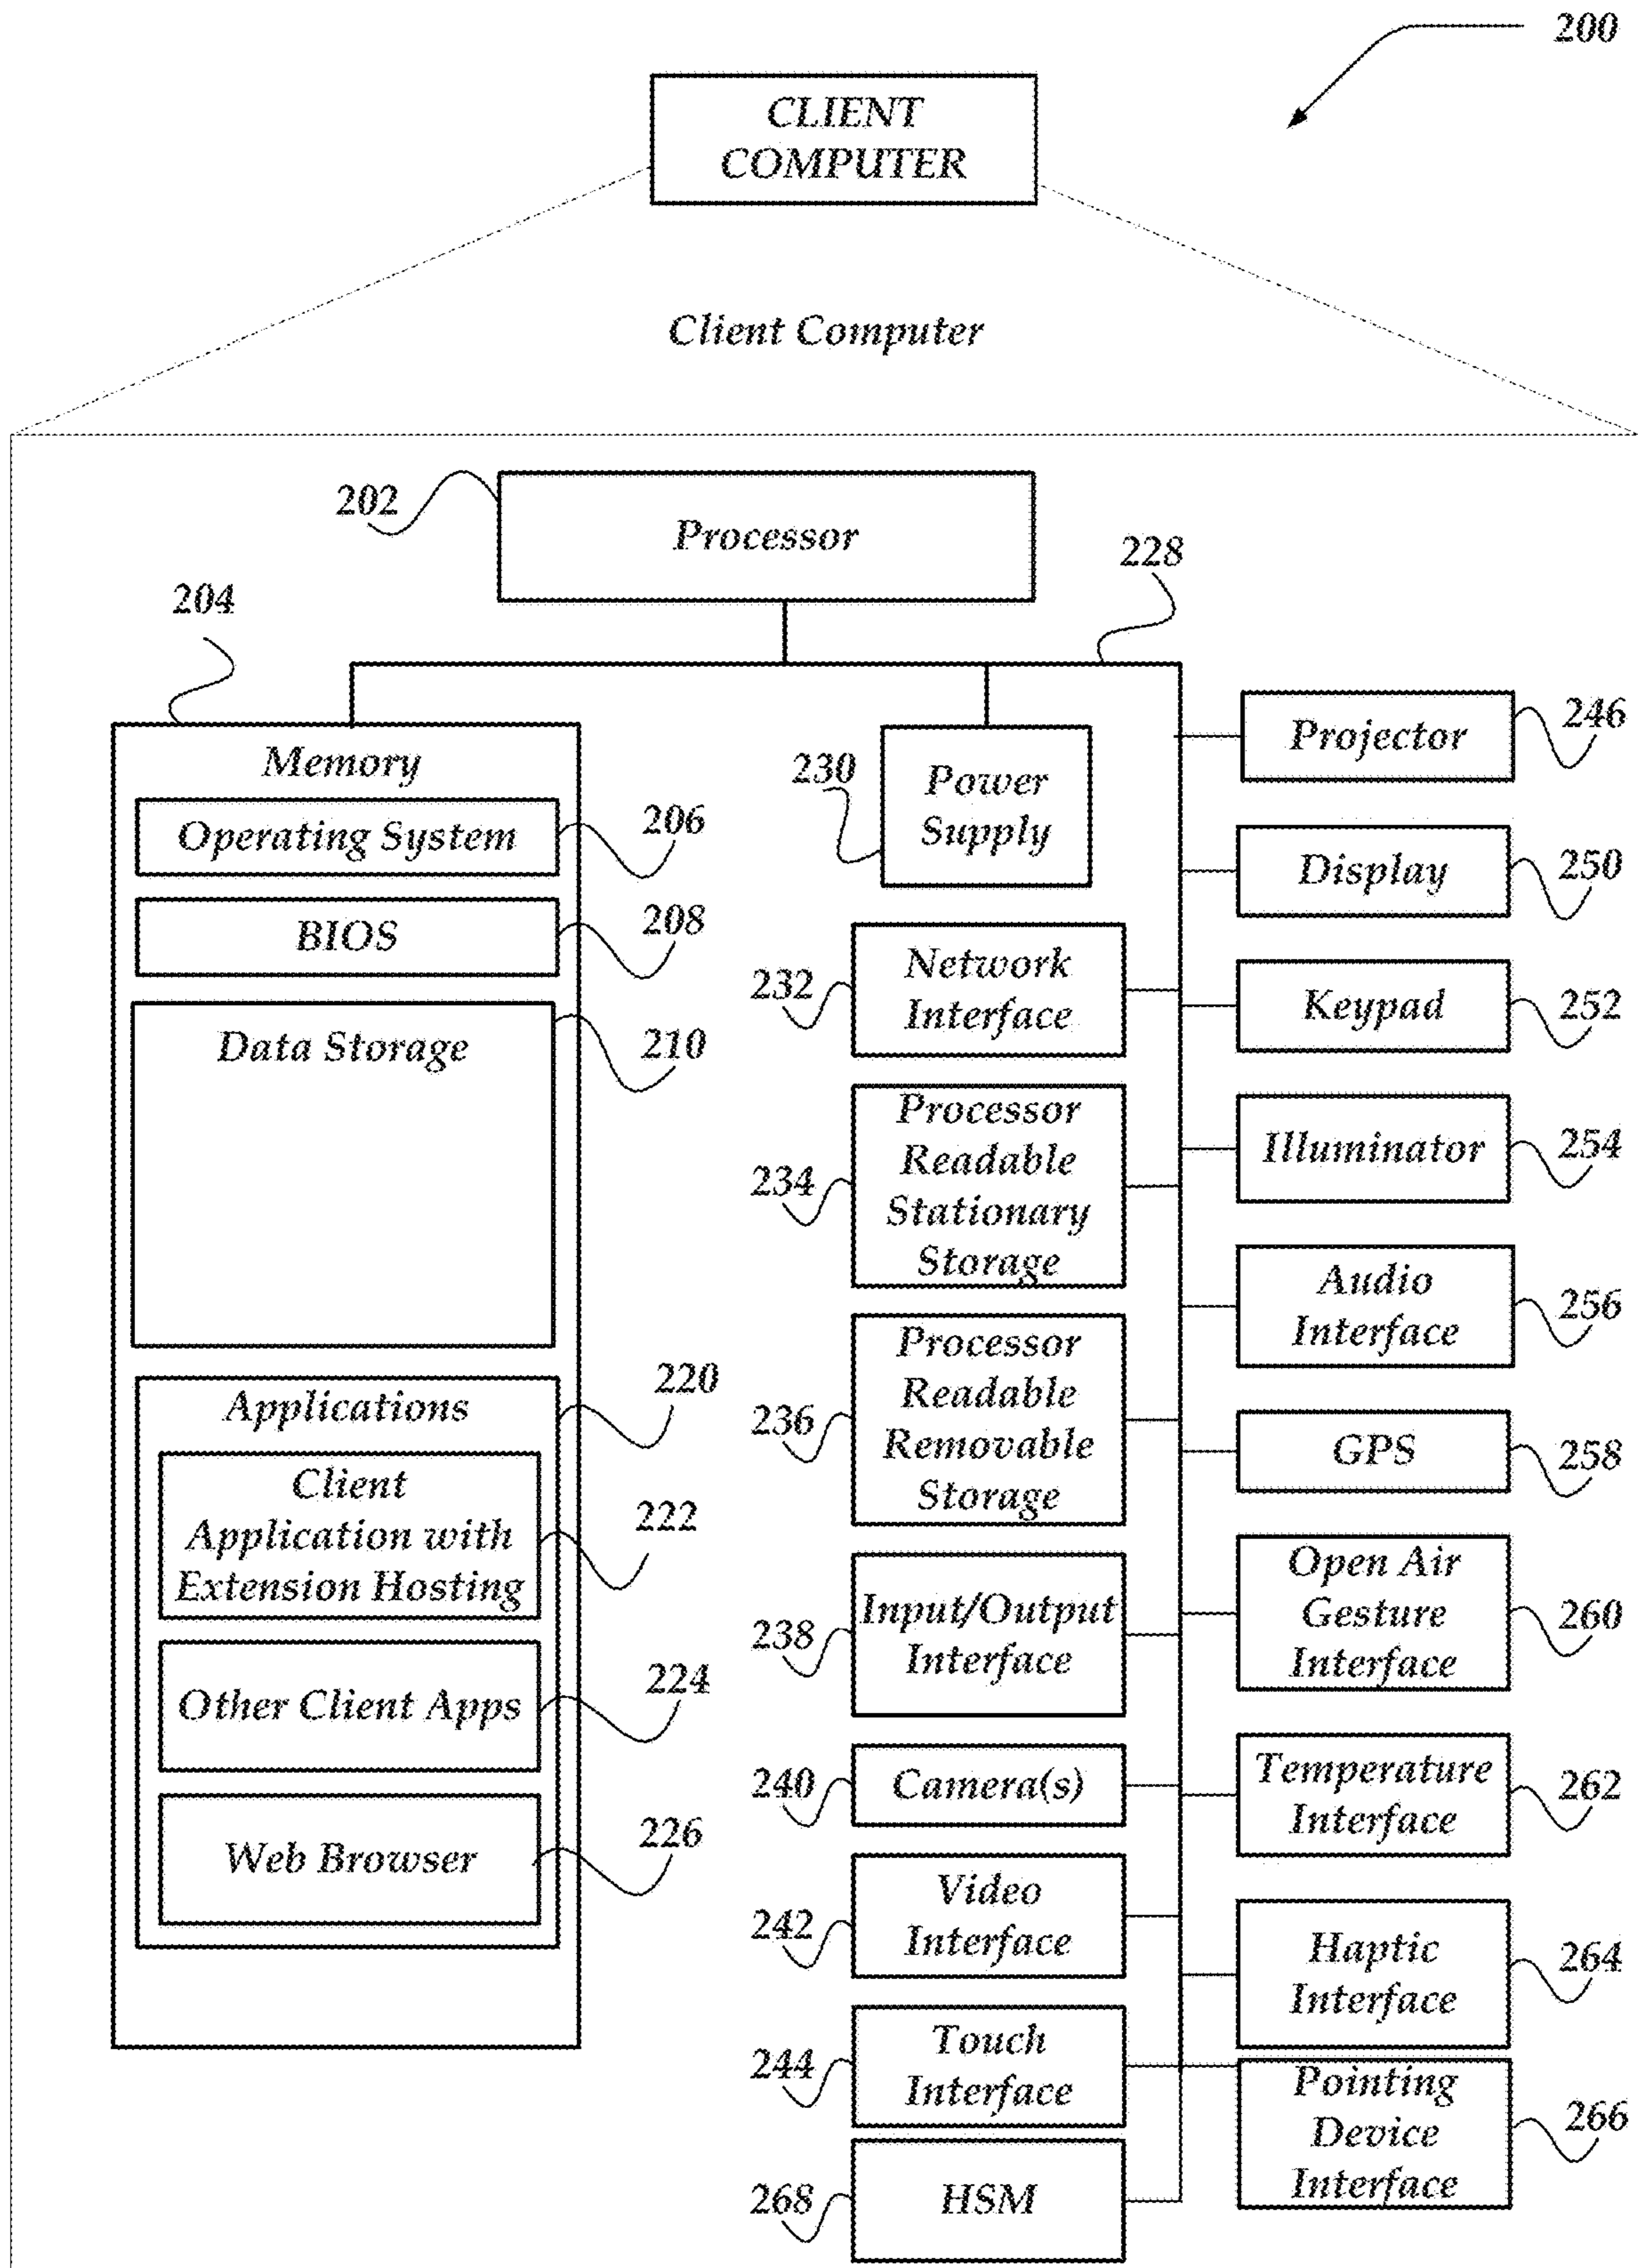 200
CLIENT
COMPUTER
Client Computer
202
Processor
228
204
Memory
Operating System
206
BIOS
208
Data Storage
210
Applications
220
Client
Application with
Extension Hosting
222
Other Client Apps
224
Web Browser
226
230
Power
Supply
232
Network
Interface
234
Processor
Readable
Stationary
Storage
236
Processor
Readable
Removable
Storage
238
Input/Output
Interface
240
Camera(s)
242
Video
Interface
244
Touch
Interface
268
HSM
Projector
246
Display
250
Keypad
252
Illuminator
254
Audio
Interface
256
GPS
258
Open Air
Gesture
Interface
260
Temperature
Interface
262
Haptic
Interface
264
Pointing
Device
Interface
266